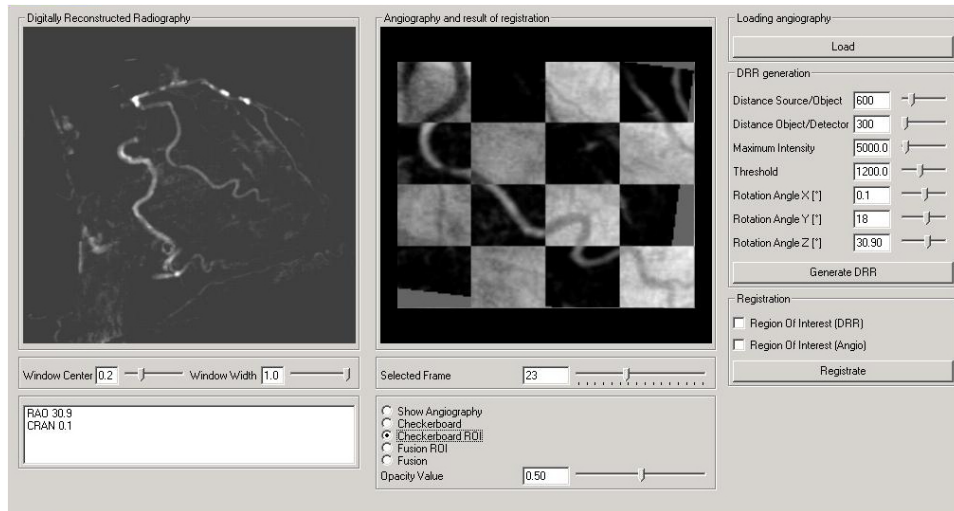 Digitally Reconstructed Radiography
Angiography and result of registration
Loading angiography
Load
DRR generation
Distance Source/Object 600
Distance Object/Detector 300
Maximum Intensity 5000.0
Threshold 1200.0
Rotation Angle X [°] 0.1
Rotation Angle Y [°] 18
Rotation Angle Z [°] 30.90
Generate DRR
Registration
Region Of Interest (DRR)
Region Of Interest (Angio)
Registrate
Window Center 0.2 Window Width 1.0
Selected Frame 23
RAO 30.9
CRAN 0.1
Show Angiography
Checkerboard
Checkerboard ROI
Fusion ROI
Fusion
Opacity Value 0.50